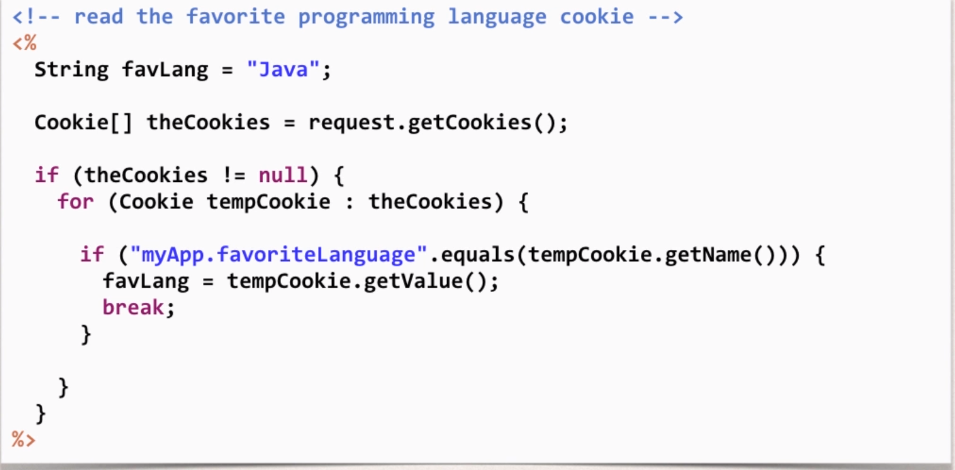 <!-- read the favorite programming language cookie -->
<%
String favLang = "Java";
Cookie[] theCookies = request.getCookies();
if (theCookies != null) {
for (Cookie tempCookie : theCookies) {
if ("myApp.favoriteLanguage".equals(tempCookie.getName())) {
favLang = tempCookie.getValue();
break;
}
}
}
%>